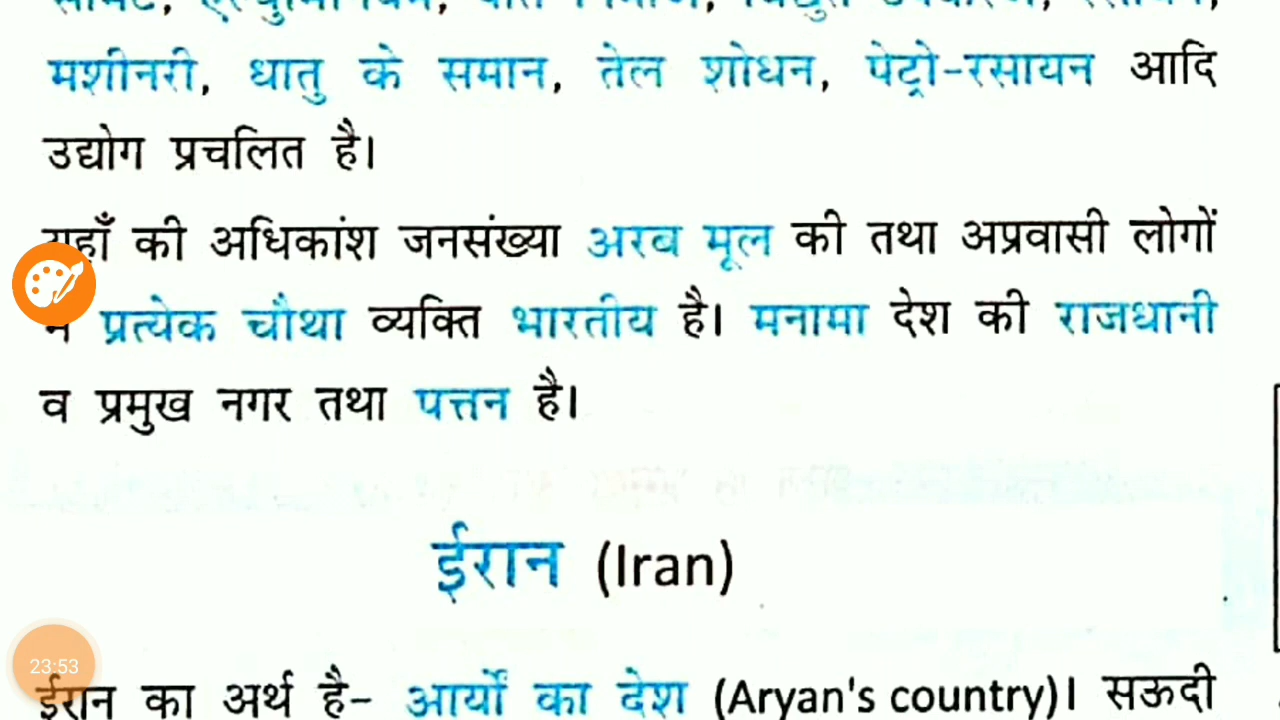 मशीनरी, धातु के समान, तेल शोधन, पेट्रो-रसायन आदि
उद्योग प्रचलित है।
यहाँ की अधिकांश जनसंख्या अरब मूल की तथा अप्रवासी लोगों
में प्रत्येक चौथा व्यक्ति भारतीय है। मनामा देश की राजधानी
व प्रमुख नगर तथा पत्तन है।
ईरान (Iran)
23:53
ईरान का अर्थ है- आर्यों का देश (Aryan's country)। सऊदी